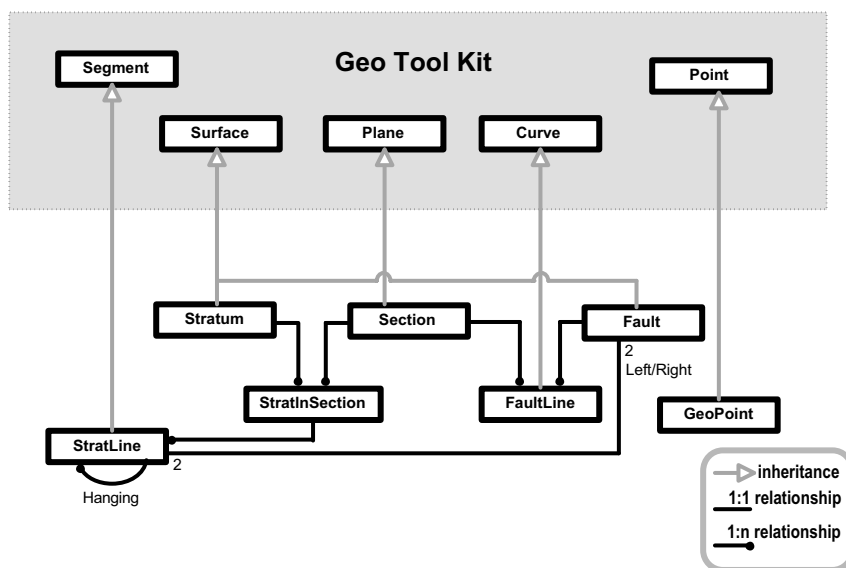 Segment
Geo Tool Kit
Point
Surface
Plane
Curve
Stratum
Section
Fault
2
Left/Right
StratInSection
FaultLine
GeoPoint
StratLine
2
Hanging
inheritance
1:1 relationship
1:n relationship